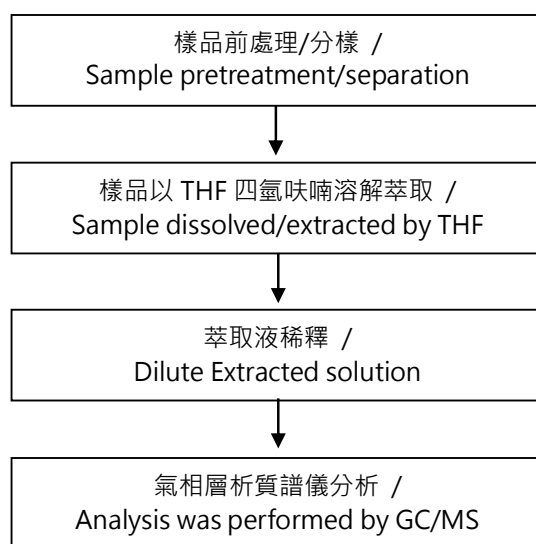 樣品前處理/分樣 /
Sample pretreatment/separation
樣品以 THF 四氫呋喃溶解萃取 /
Sample dissolved/extracted by THF
萃取液稀釋 /
Dilute Extracted solution
氣相層析質譜儀分析 /
Analysis was performed by GC/MS